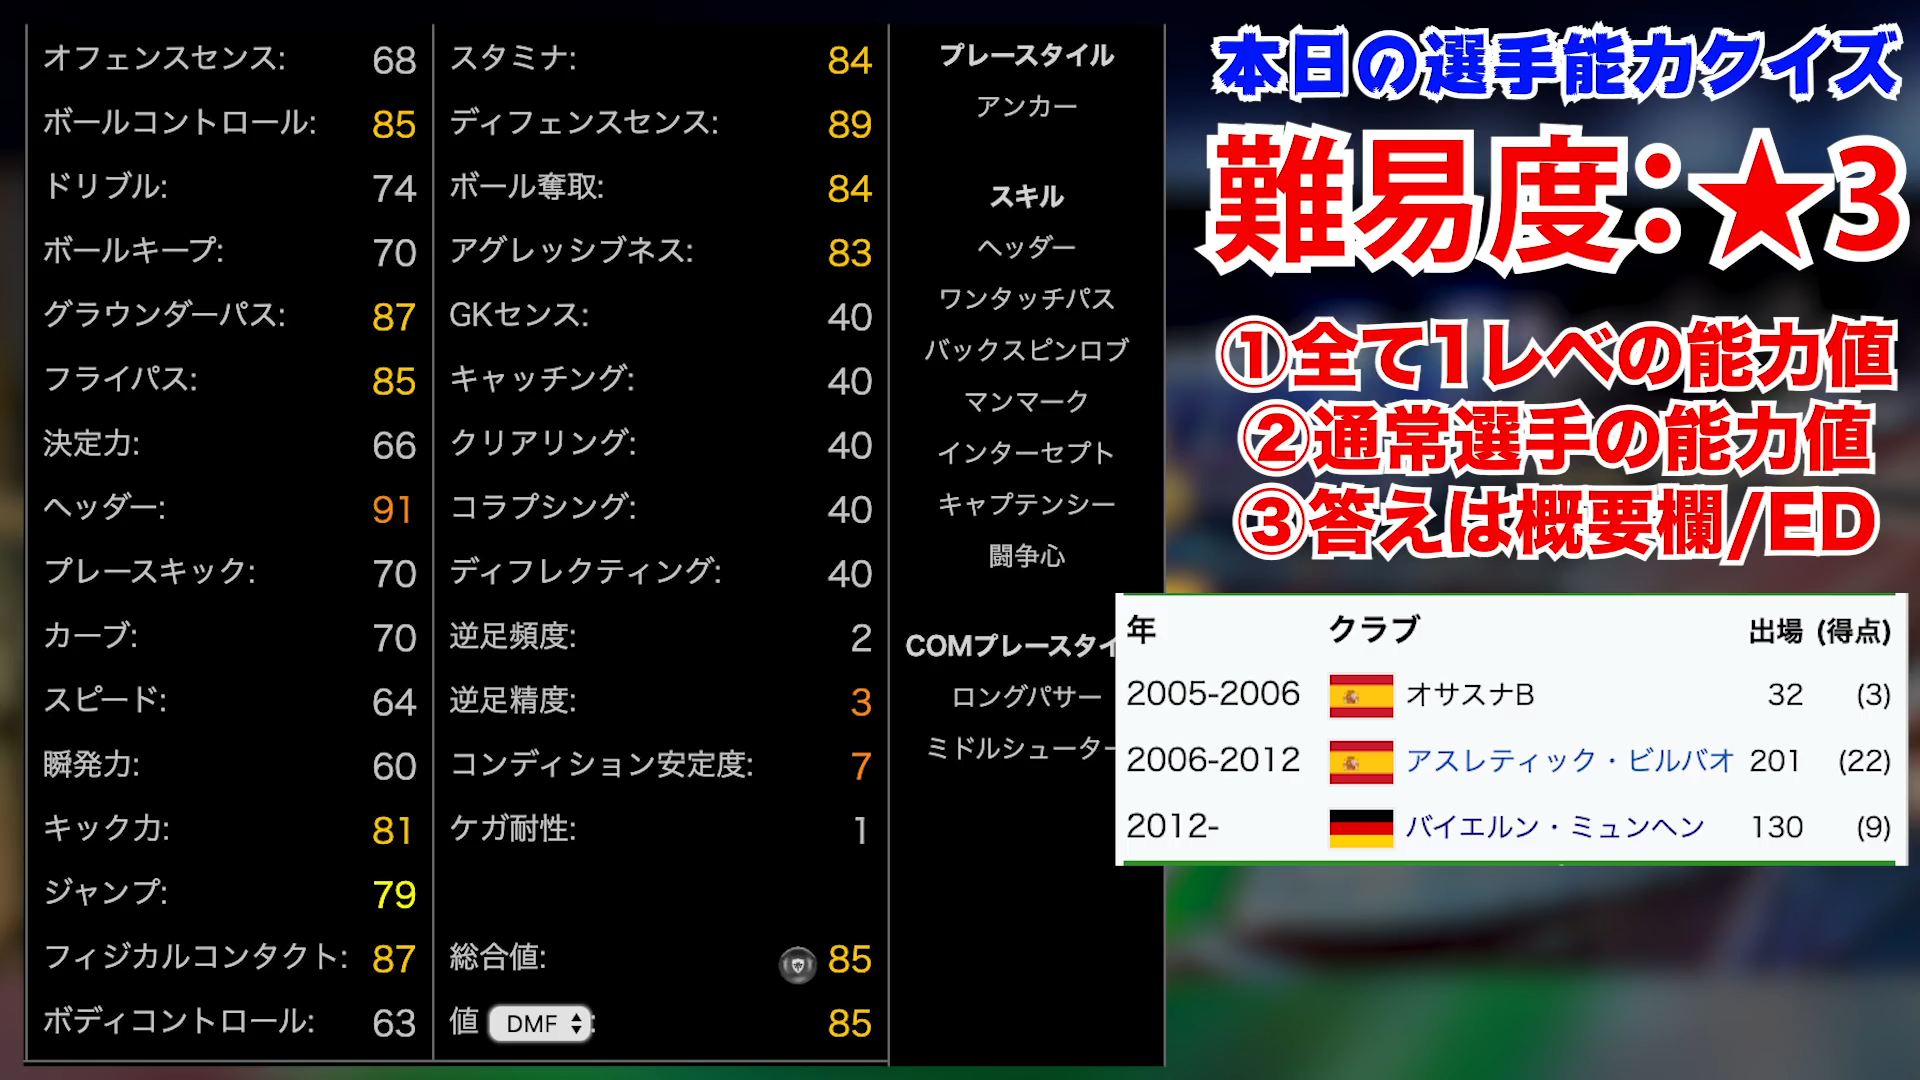 オフェンスセンス: 68
ボールコントロール: 85
ドリブル: 74
ボールキープ: 70
グラウンダーパス: 87
フライパス: 85
決定力: 66
ヘッダー: 91
プレースキック: 70
カーブ: 70
スピード: 64
瞬発力: 60
キック力: 81
ジャンプ: 79
フィジカルコンタクト: 87
ボディコントロール: 63
スタミナ: 84
ディフェンスセンス: 89
ボール奪取: 84
アグレッシブネス: 83
GKセンス: 40
キャッチング: 40
クリアリング: 40
コラプシング: 40
ディフレクティング: 40
逆足頻度: 2
逆足精度: 3
コンディション安定度: 7
ケガ耐性: 1
総合値: 85
値 DMF : 85
プレースタイル
アンカー
スキル
ヘッダー
ワンタッチパス
バックスピンロブ
マンマーク
インターセプト
キャプテンシー
闘争心
COMプレースタイ
ロングパサー
ミドルシューター
本日の選手能力クイズ
難易度:★3
①全て1レベの能力値
②通常選手の能力値
③答えは概要欄/ED
年 クラブ 出場 (得点)
2005-2006 オサスナB 32 (3)
2006-2012 アスレティック・ビルバオ 201 (22)
2012- バイエルン・ミュンヘン 130 (9)